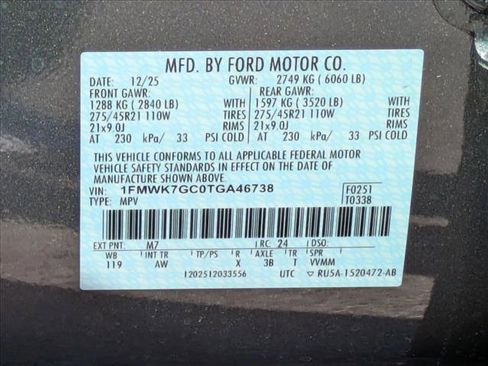 MFD. BY FORD MOTOR CO.
DATE: 12/25 GVWR: 2749 KG ( 6060 LB)
FRONT GAWR: REAR GAWR:
1288 KG ( 2840 LB) WITH 1597 KG ( 3520 LB) WITH
275/45R21 110W TIRES 275/45R21 110W TIRES
21x9.0J RIMS 21x9.0J RIMS
AT 230 kPa/ 33 PSI COLD AT 230 kPa/ 33 PSI COLD
THIS VEHICLE CONFORMS TO ALL APPLICABLE FEDERAL MOTOR
VEHICLE SAFETY STANDARDS IN EFFECT ON THE DATE OF
MANUFACTURE SHOWN ABOVE.
VIN: 1FMWK7GC0TGA46738 F0251
TYPE: MPV T0338
EXT PNT: M7 RC: 24 DSO:
WB INT TR TP/PS R AXLE TR SPR
119 AW X 3B T VVMM
1202512033556 UTC RU5A-1520472-AB